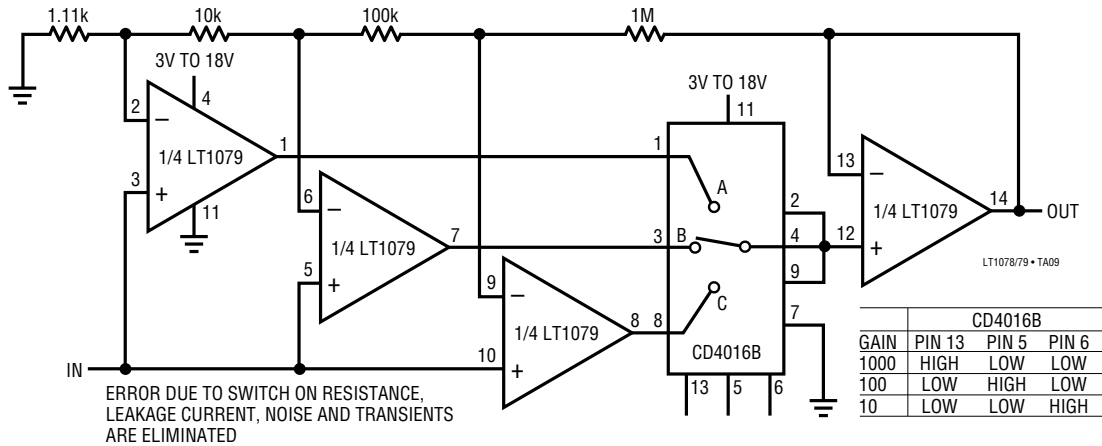 1.11k 10k 100k 1M
3V TO 18V
4
2
−
1/4 LT1079
1
3
+
11
6
−
1/4 LT1079
7
5
+
9
−
1/4 LT1079
8
10
+
IN
3V TO 18V
11
1
A
2
3
B
4
9
C
8
7
CD4016B
13 5 6
13
−
1/4 LT1079
14
OUT
12
+
LT1078/79 • TA09
CD4016B
GAIN PIN 13 PIN 5 PIN 6
1000 HIGH LOW LOW
100 LOW HIGH LOW
10 LOW LOW HIGH
ERROR DUE TO SWITCH ON RESISTANCE,
LEAKAGE CURRENT, NOISE AND TRANSIENTS
ARE ELIMINATED